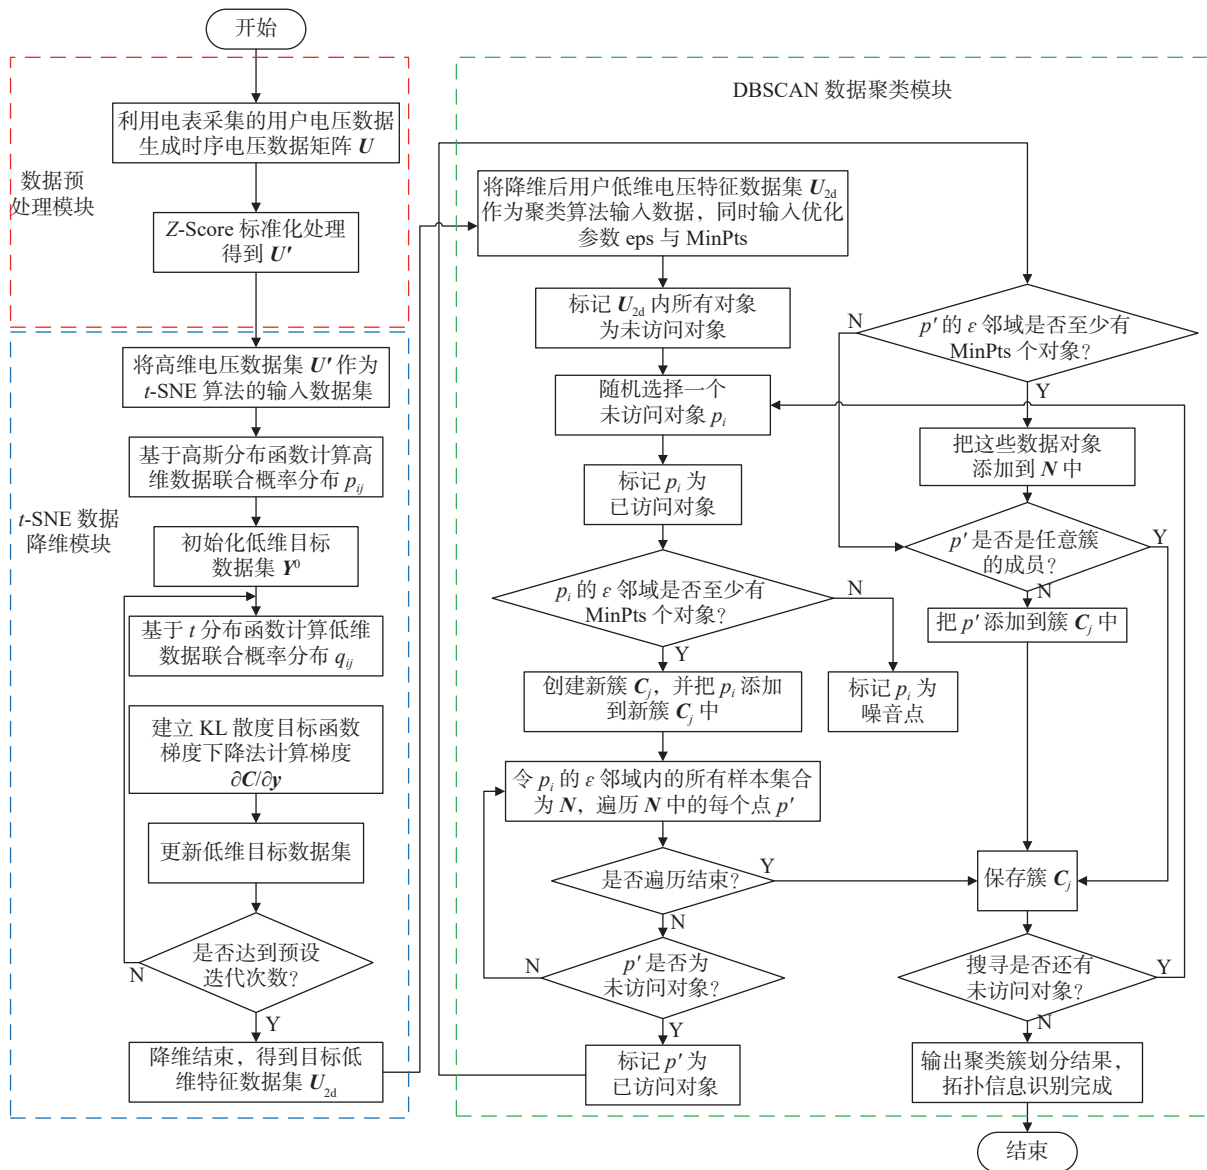 开始
数据预
处理模块
利用电表采集的用户电压数据
生成时序电压数据矩阵 U
Z-Score 标准化处理
得到 U′
t-SNE 数据
降维模块
将高维电压数据集 U′ 作为
t-SNE 算法的输入数据集
基于高斯分布函数计算高
维数据联合概率分布 pij
初始化低维目标
数据集 Y⁰
基于 t 分布函数计算低维
数据联合概率分布 qij
建立 KL 散度目标函数
梯度下降法计算梯度
∂C/∂y
更新低维目标数据集
是否达到预设
迭代次数?
N
Y
降维结束,得到目标低
维特征数据集 U2d
DBSCAN 数据聚类模块
将降维后用户低维电压特征数据集 U2d
作为聚类算法输入数据,同时输入优化
参数 eps 与 MinPts
标记 U2d 内所有对象
为未访问对象
随机选择一个
未访问对象 pi
标记 pi 为
已访问对象
pi 的 ε 邻域是否至少有
MinPts 个对象?
N
Y
标记 pi 为
噪音点
创建新簇 Cj,并把 pi 添加
到新簇 Cj 中
令 pi 的 ε 邻域内的所有样本集合
为 N,遍历 N 中的每个点 p′
是否遍历结束?
Y
N
p′ 是否为
未访问对象?
N
Y
标记 p′ 为
已访问对象
p′ 的 ε 邻域是否至少有
MinPts 个对象?
N
Y
把这些数据对象
添加到 N 中
p′ 是否是任意簇
的成员?
Y
N
把 p′ 添加到簇 Cj 中
保存簇 Cj
搜寻是否还有
未访问对象?
Y
N
输出聚类簇划分结果,
拓扑信息识别完成
结束